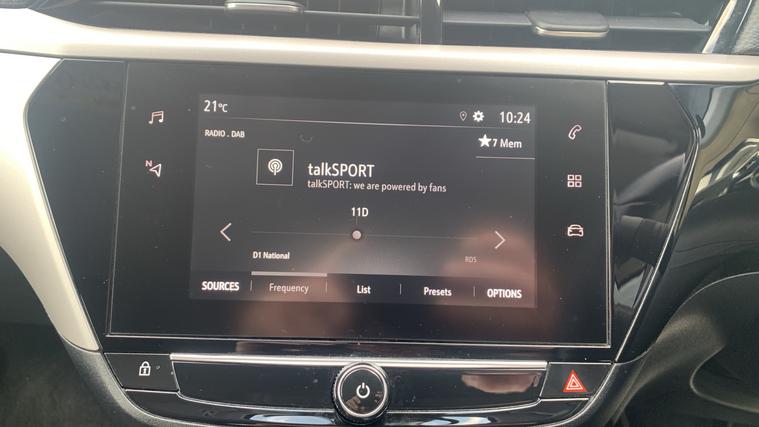 21°C
10:24
RADIO . DAB
★7 Mem
N
talkSPORT
talkSPORT: we are powered by fans
11D
D1 National
RDS
SOURCES
Frequency
List
Presets
OPTIONS